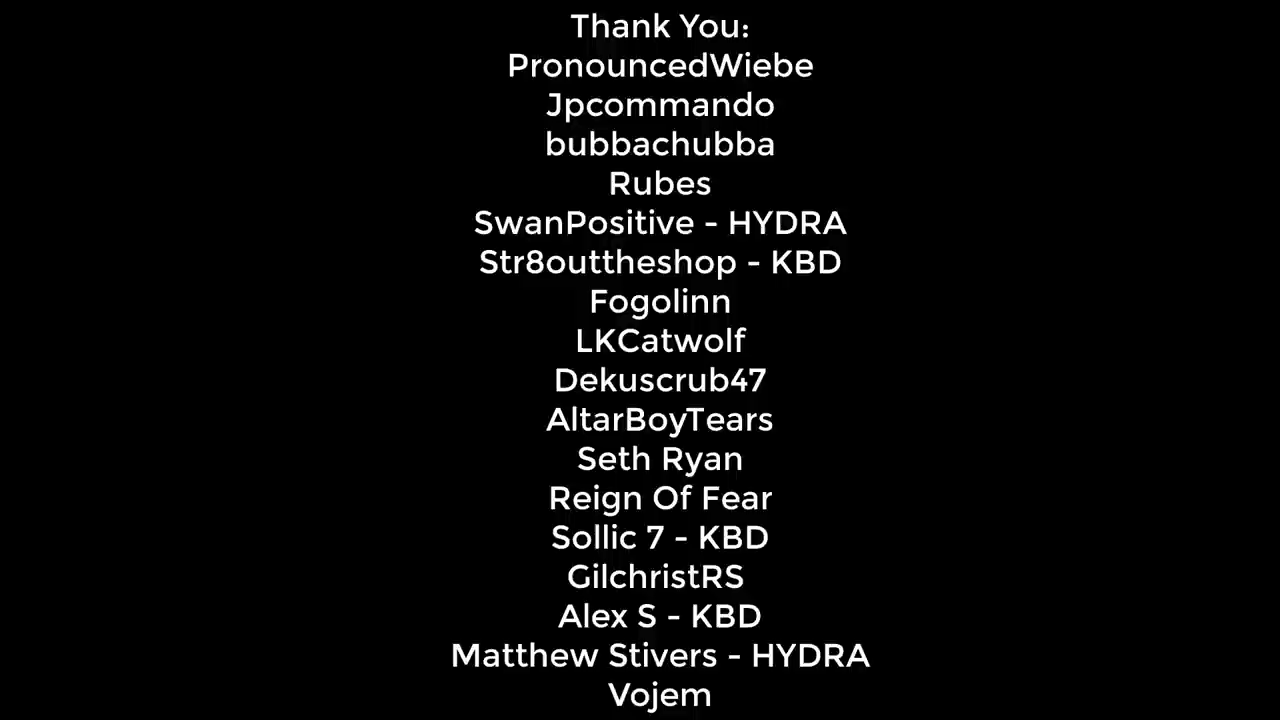 Thank You:
PronouncedWiebe
Jpcommando
bubbachubba
Rubes
SwanPositive - HYDRA
Str8outtheshop - KBD
Fogolinn
LKCatwolf
Dekuscrub47
AltarBoyTears
Seth Ryan
Reign Of Fear
Sollic 7 - KBD
GilchristRS
Alex S - KBD
Matthew Stivers - HYDRA
Vojem